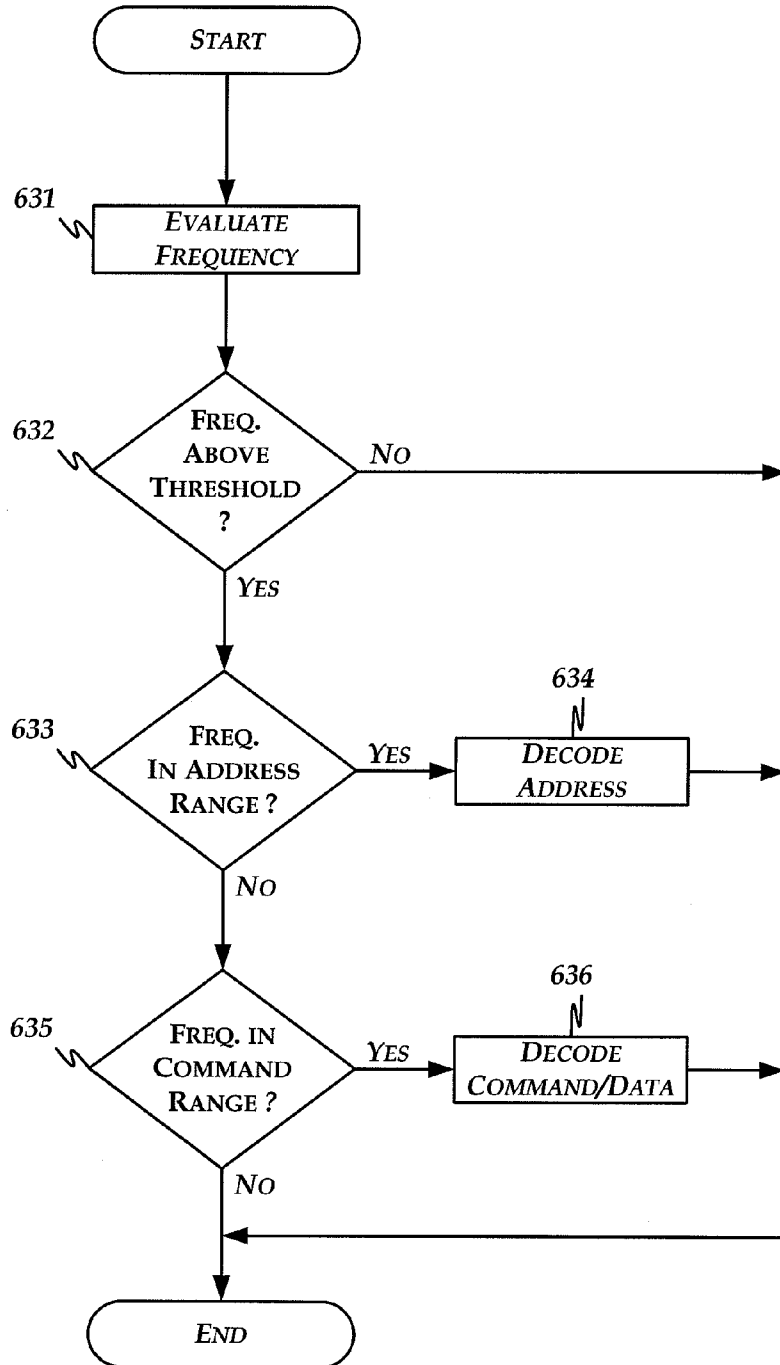 START
631
EVALUATE
FREQUENCY
632
FREQ.
ABOVE
THRESHOLD
?
NO
YES
633
FREQ.
IN ADDRESS
RANGE ?
YES
634
DECODE
ADDRESS
NO
635
FREQ. IN
COMMAND
RANGE ?
YES
636
DECODE
COMMAND/DATA
NO
END